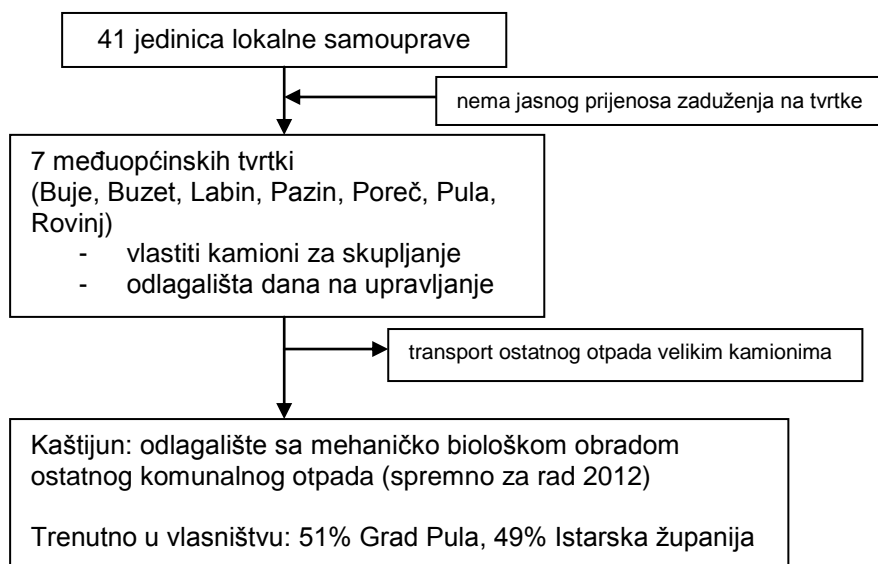 41 jedinica lokalne samouprave
nema jasnog prijenosa zaduženja na tvrtke
7 međuopćinskih tvrtki
(Buje, Buzet, Labin, Pazin, Poreč, Pula,
Rovinj)
- vlastiti kamioni za skupljanje
- odlagališta dana na upravljanje
transport ostatnog otpada velikim kamionima
Kaštijun: odlagalište sa mehaničko biološkom obradom
ostatnog komunalnog otpada (spremno za rad 2012)
Trenutno u vlasništvu: 51% Grad Pula, 49% Istarska županija